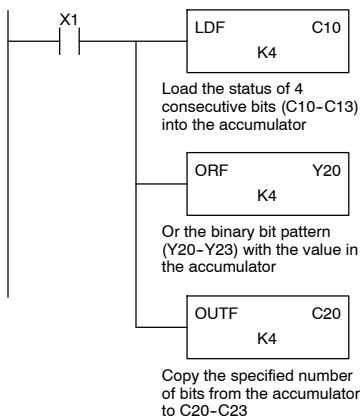 X1
LDF C10
K4
Load the status of 4
consecutive bits (C10-C13)
into the accumulator
ORF Y20
K4
Or the binary bit pattern
(Y20-Y23) with the value in
the accumulator
OUTF C20
K4
Copy the specified number
of bits from the accumulator
to C20-C23